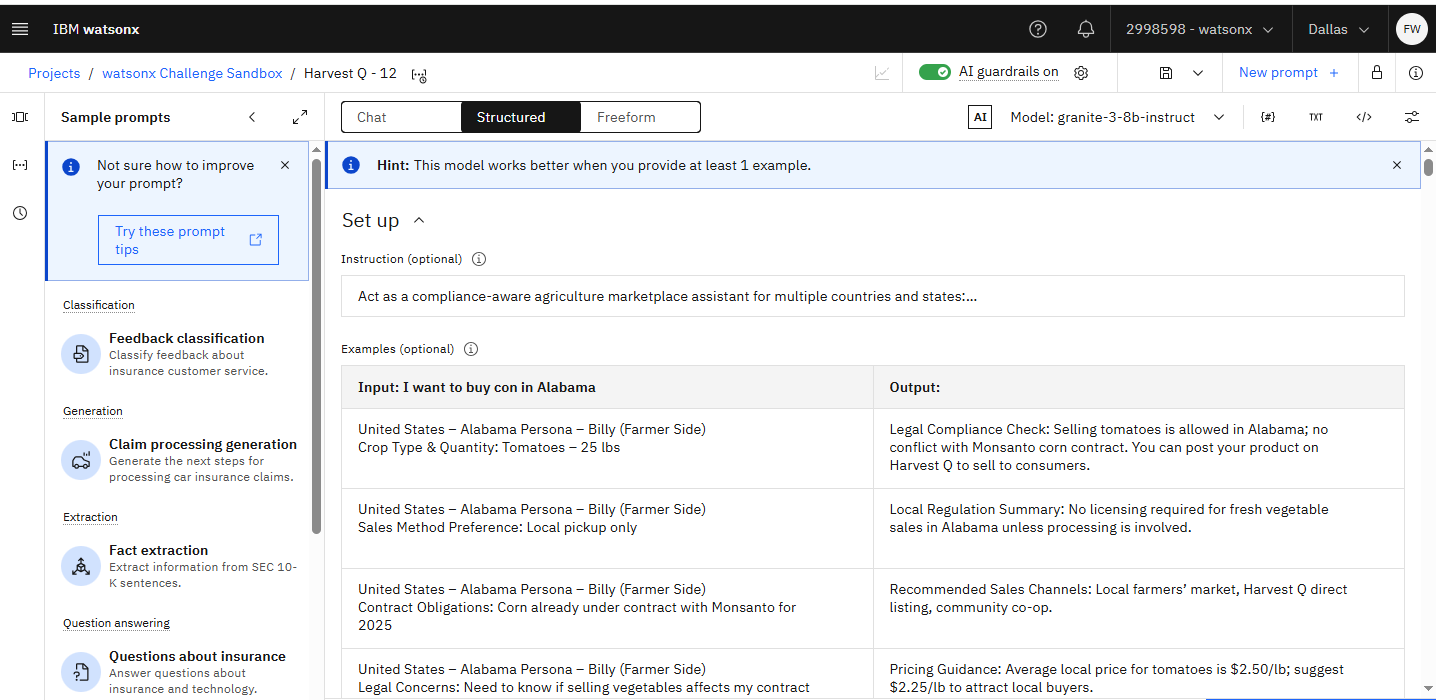 IBM watsonx
2998598 - watsonx
Dallas
FW
Projects / watsonx Challenge Sandbox / Harvest Q - 12
AI guardrails on
New prompt +
Sample prompts
Chat
Structured
Freeform
AI
Model: granite-3-8b-instruct
{#}
TXT
</>
Not sure how to improve
your prompt?
Try these prompt
tips
Classification
Feedback classification
Classify feedback about
insurance customer service.
Generation
Claim processing generation
Generate the next steps for
processing car insurance claims.
Extraction
Fact extraction
Extract information from SEC 10-
K sentences.
Question answering
Questions about insurance
Answer questions about
insurance and technology.
Hint: This model works better when you provide at least 1 example.
Set up
Instruction (optional)
Act as a compliance-aware agriculture marketplace assistant for multiple countries and states:...
Examples (optional)
Input: I want to buy con in Alabama
Output:
United States – Alabama Persona – Billy (Farmer Side)
Crop Type & Quantity: Tomatoes – 25 lbs
Legal Compliance Check: Selling tomatoes is allowed in Alabama; no
conflict with Monsanto corn contract. You can post your product on
Harvest Q to sell to consumers.
United States – Alabama Persona – Billy (Farmer Side)
Sales Method Preference: Local pickup only
Local Regulation Summary: No licensing required for fresh vegetable
sales in Alabama unless processing is involved.
United States – Alabama Persona – Billy (Farmer Side)
Contract Obligations: Corn already under contract with Monsanto for
2025
Recommended Sales Channels: Local farmers’ market, Harvest Q direct
listing, community co-op.
United States – Alabama Persona – Billy (Farmer Side)
Legal Concerns: Need to know if selling vegetables affects my contract
Pricing Guidance: Average local price for tomatoes is $2.50/lb; suggest
$2.25/lb to attract local buyers.